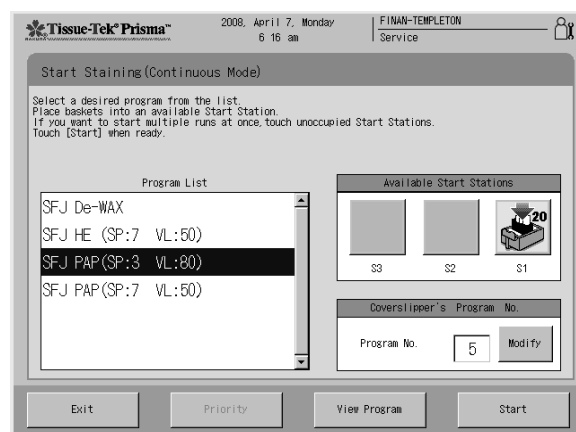 Tissue-Tek® Prisma™
2008, April 7, Monday
6 16 am
FINAN-TEMPLETON
Service
Start Staining(Continuous Mode)
Select a desired program from the list.
Place baskets into an available Start Station.
If you want to start multiple runs at once,touch unoccupied Start Stations.
Touch [Start] when ready.
Program List
SFJ De-WAX
SFJ HE (SP:7 VL:50)
SFJ PAP(SP:3 VL:80)
SFJ PAP(SP:7 VL:50)
Available Start Stations
20
S3 S2 S1
Coverslipper's Program No.
Program No. 5 Modify
Exit Priority View Program Start